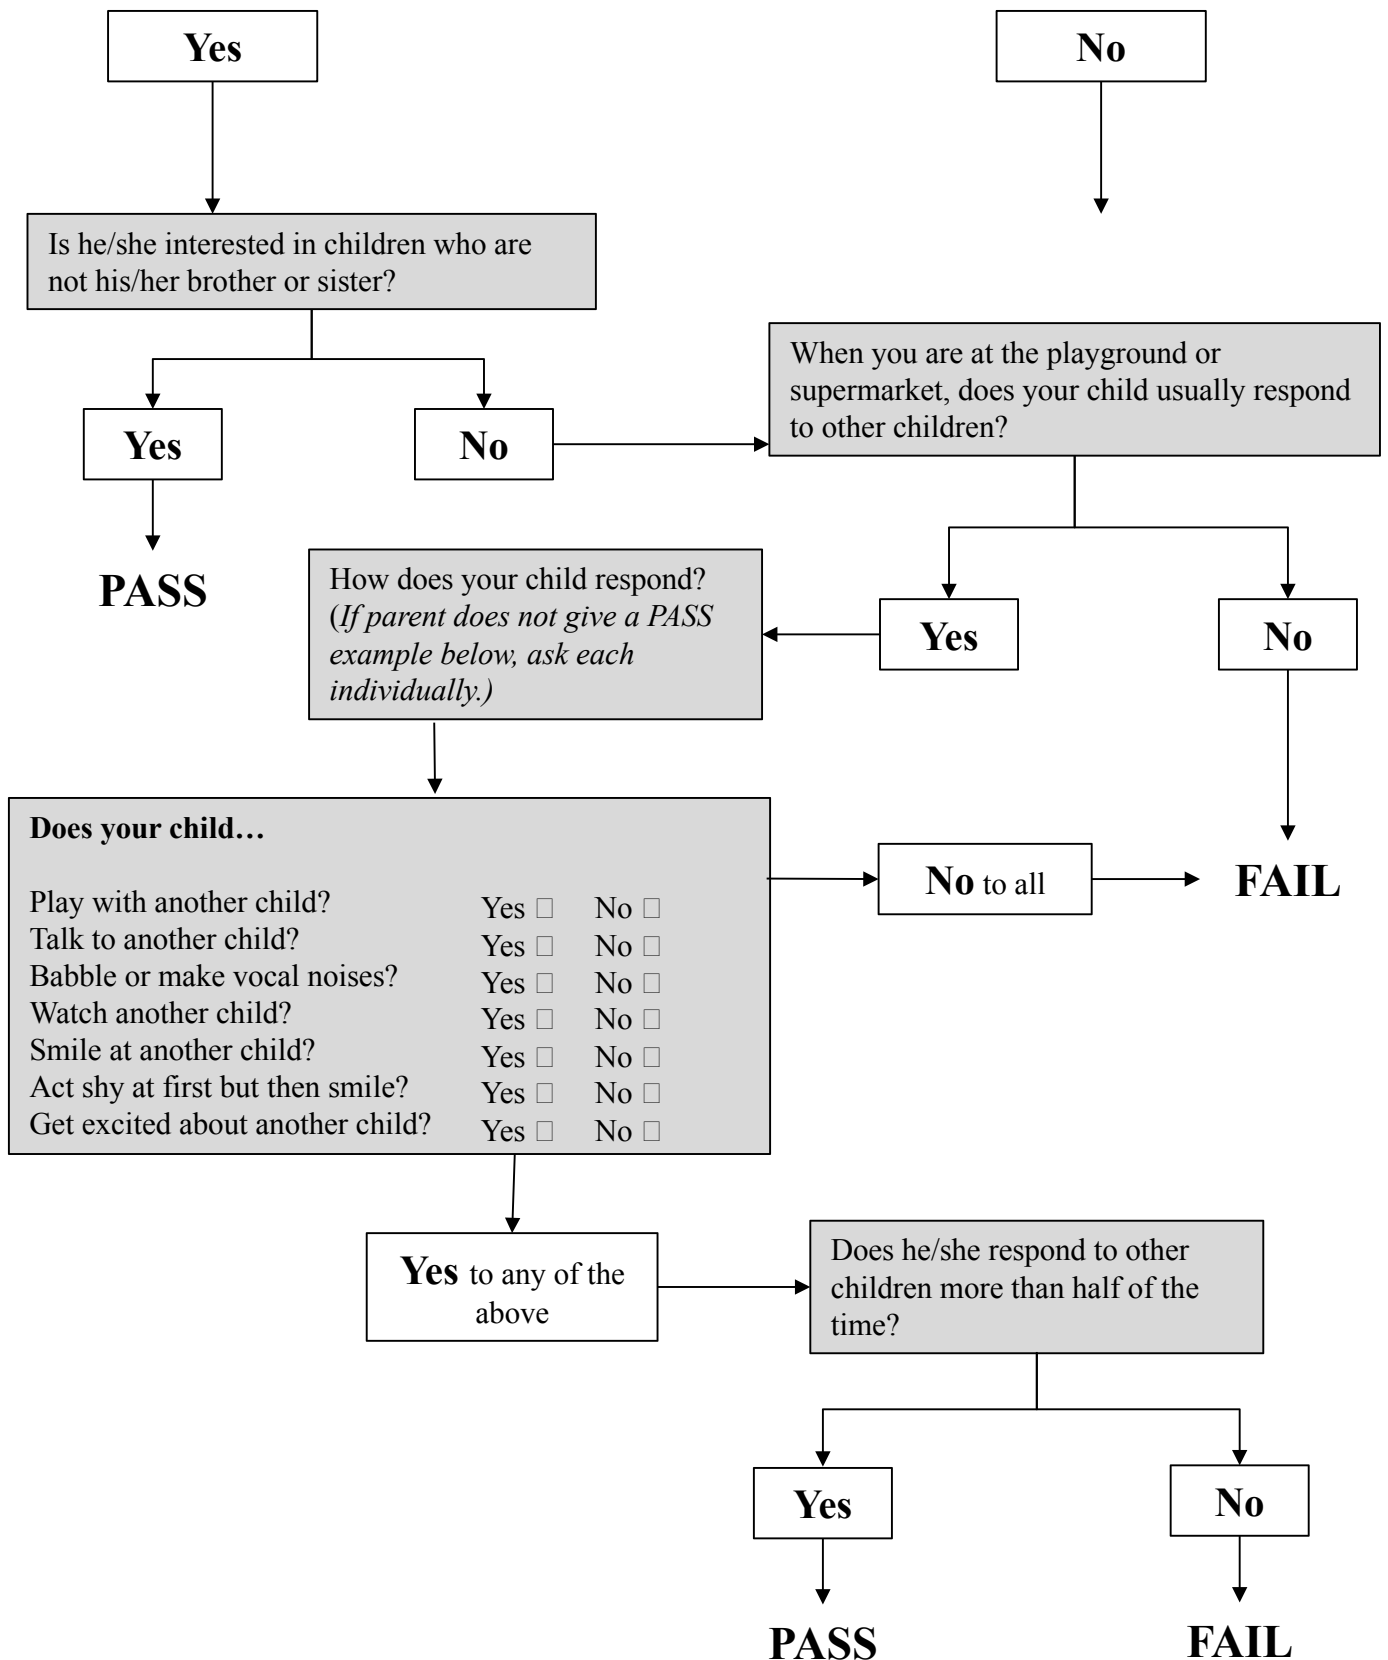 Yes
No
Is he/she interested in children who are
not his/her brother or sister?
When you are at the playground or
supermarket, does your child usually respond
to other children?
Yes
No
PASS
How does your child respond?
(If parent does not give a PASS
example below, ask each
individually.)
Yes
No
Does your child…
Play with another child? Yes □ No □
Talk to another child? Yes □ No □
Babble or make vocal noises? Yes □ No □
Watch another child? Yes □ No □
Smile at another child? Yes □ No □
Act shy at first but then smile? Yes □ No □
Get excited about another child? Yes □ No □
No to all
FAIL
Yes to any of the
above
Does he/she respond to other
children more than half of the
time?
Yes
No
PASS
FAIL